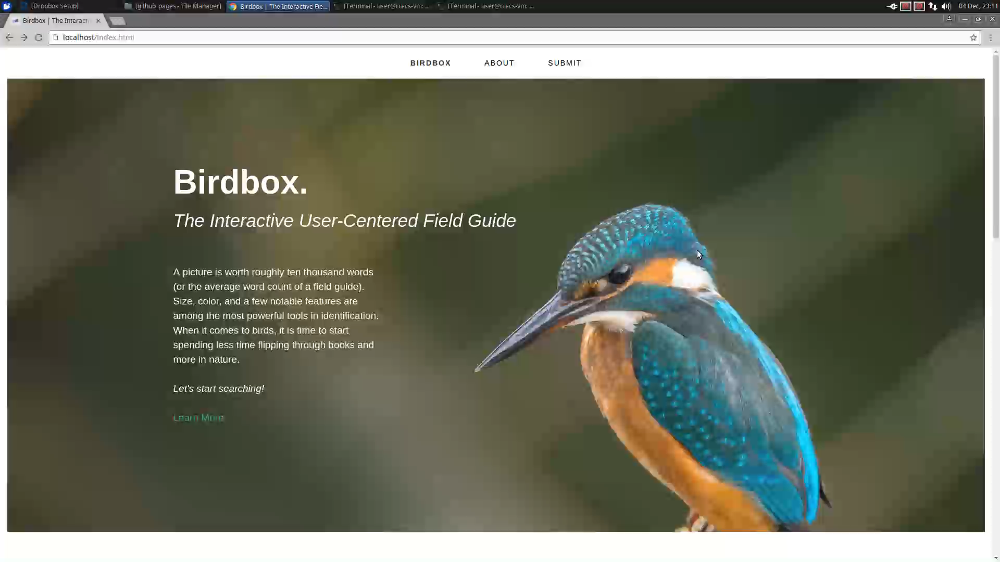 [Dropbox Setup]
[github_pages - File Manager]
Birdbox | The Interactive Fie...
[Terminal - user@cu-cs-vm: ...
[Terminal - user@cu-cs-vm: ...
04 Dec, 23:11
Birdbox | The Interact
localhost/index.html
BIRDBOX
ABOUT
SUBMIT
Birdbox.
The Interactive User-Centered Field Guide
A picture is worth roughly ten thousand words
(or the average word count of a field guide).
Size, color, and a few notable features are
among the most powerful tools in identification.
When it comes to birds, it is time to start
spending less time flipping through books and
more in nature.
Let's start searching!
Learn More